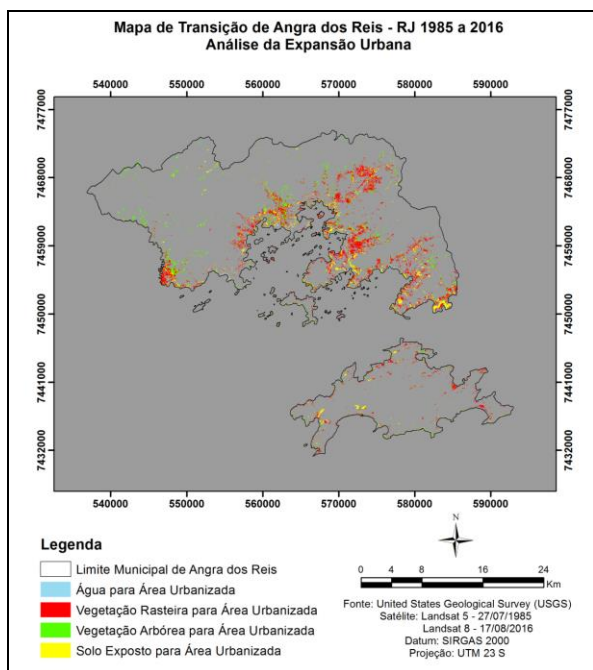 Mapa de Transição de Angra dos Reis - RJ 1985 a 2016
Análise da Expansão Urbana
540000 550000 560000 570000 580000 590000
7477000 7477000
7468000 7468000
7459000 7459000
7450000 7450000
7441000 7441000
7432000 7432000
540000 550000 560000 570000 580000 590000
Legenda
Limite Municipal de Angra dos Reis
Água para Área Urbanizada
Vegetação Rasteira para Área Urbanizada
Vegetação Arbórea para Área Urbanizada
Solo Exposto para Área Urbanizada
N
0 4 8 16 24
Km
Fonte: United States Geological Survey (USGS)
Satélite: Landsat 5 - 27/07/1985
Landsat 8 - 17/08/2016
Datum: SIRGAS 2000
Projeção: UTM 23 S